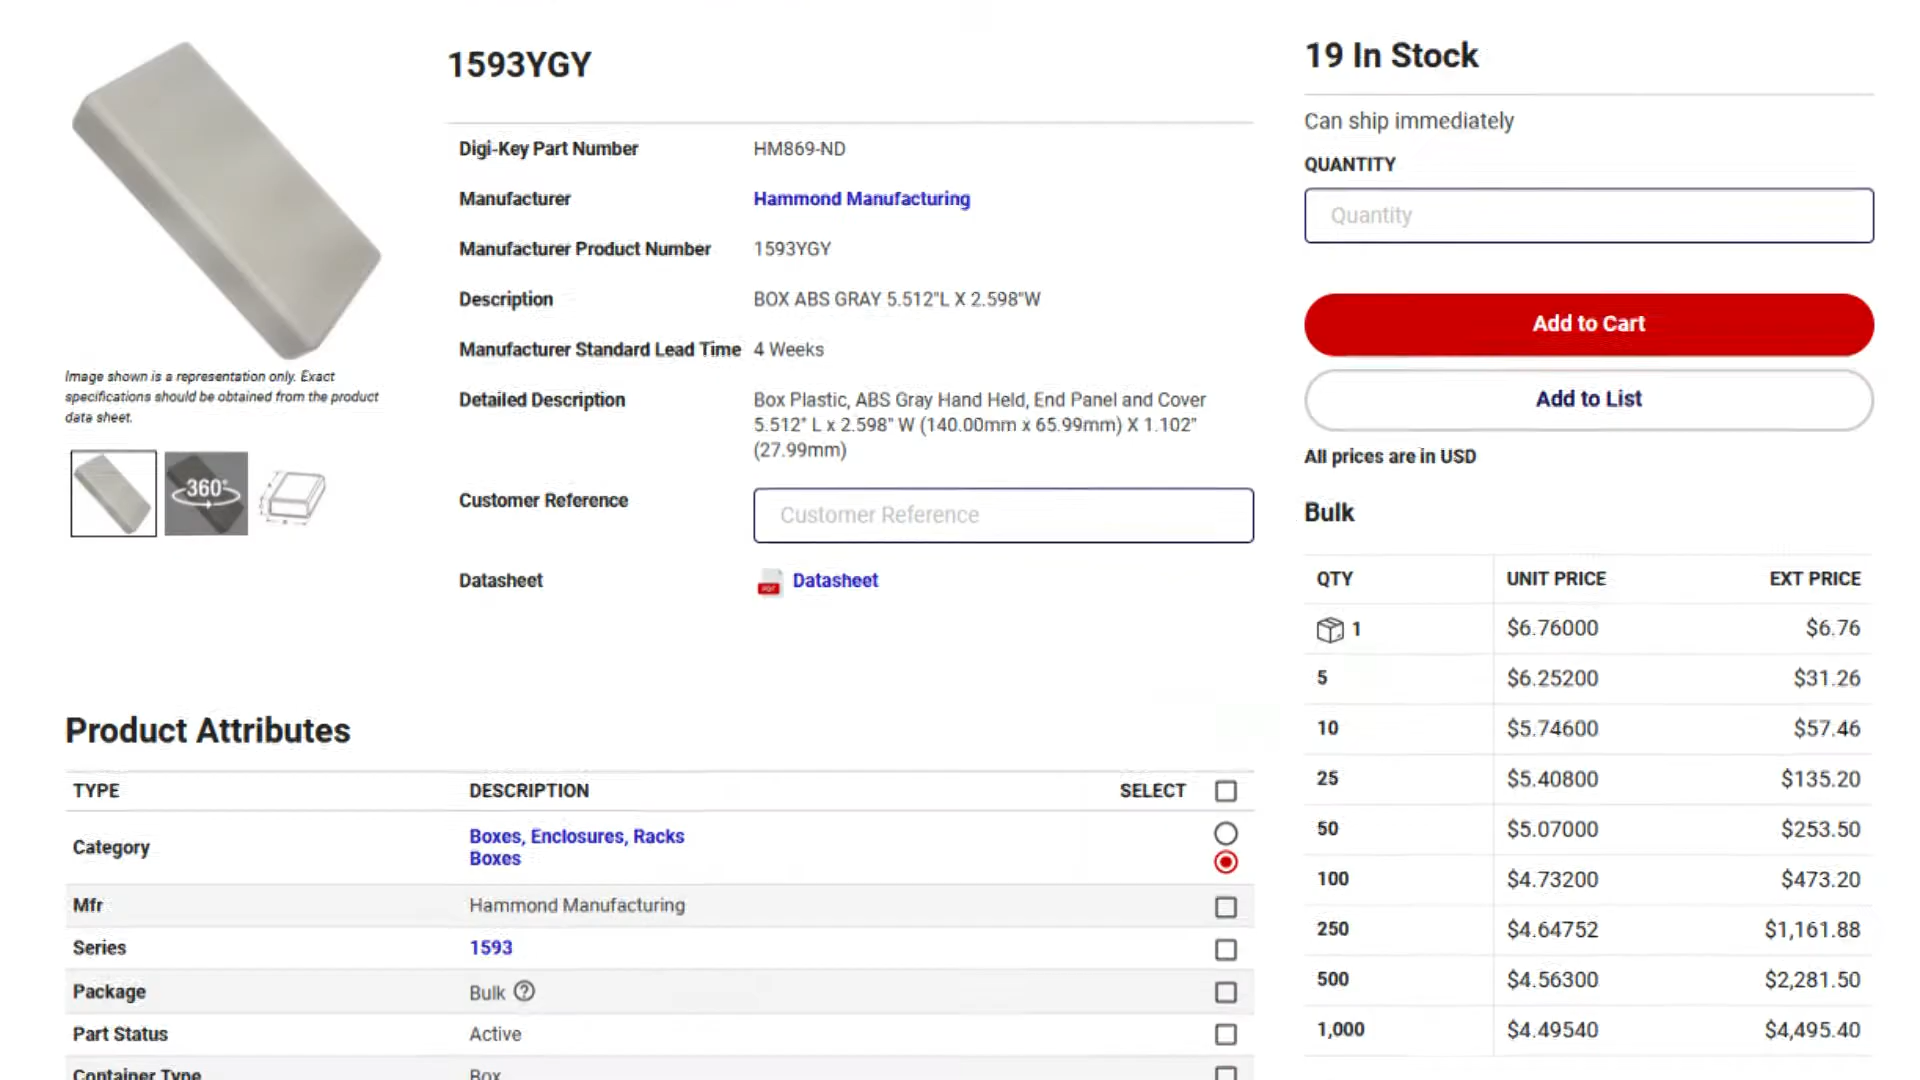 1593YGY
Digi-Key Part Number HM869-ND
Manufacturer Hammond Manufacturing
Manufacturer Product Number 1593YGY
Description BOX ABS GRAY 5.512"L X 2.598"W
Manufacturer Standard Lead Time 4 Weeks
Detailed Description Box Plastic, ABS Gray Hand Held, End Panel and Cover
5.512" L x 2.598" W (140.00mm x 65.99mm) X 1.102"
(27.99mm)
Customer Reference Customer Reference
Datasheet PDF Datasheet
Image shown is a representation only. Exact
specifications should be obtained from the product
data sheet.
360°
Product Attributes
TYPE DESCRIPTION SELECT
Category Boxes, Enclosures, Racks
Boxes
Mfr Hammond Manufacturing
Series 1593
Package Bulk ?
Part Status Active
Container Type Box
19 In Stock
Can ship immediately
QUANTITY
Quantity
Add to Cart
Add to List
All prices are in USD
Bulk
QTY UNIT PRICE EXT PRICE
1 $6.76000 $6.76
5 $6.25200 $31.26
10 $5.74600 $57.46
25 $5.40800 $135.20
50 $5.07000 $253.50
100 $4.73200 $473.20
250 $4.64752 $1,161.88
500 $4.56300 $2,281.50
1,000 $4.49540 $4,495.40